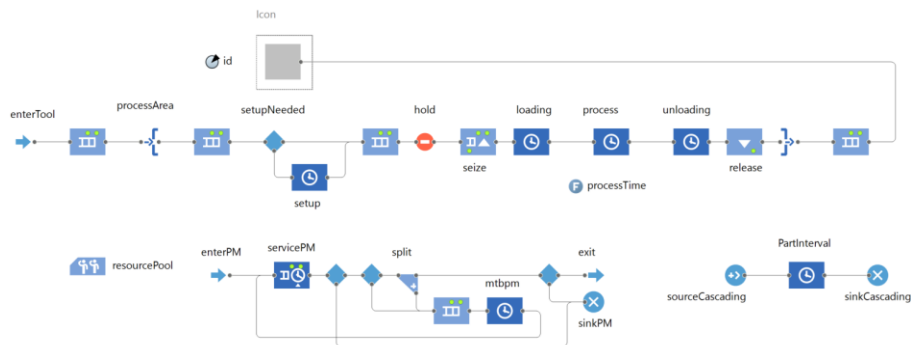 Icon
id
enterTool
processArea
setupNeeded
hold
loading
process
unloading
setup
seize
F processTime
release
resourcePool
enterPM
servicePM
split
mtbpm
exit
sinkPM
PartInterval
sourceCascading
sinkCascading